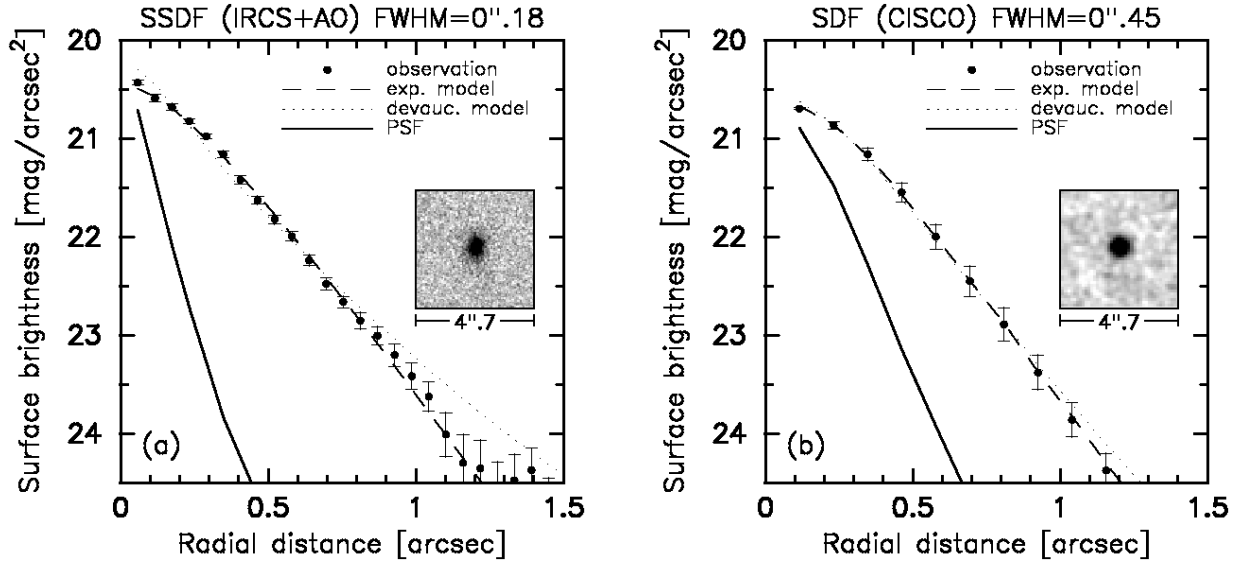 SSDF (IRCS+AO) FWHM=0".18
20
21
22
23
24
Surface brightness [mag/arcsec²]
observation
exp. model
devauc. model
PSF
4".7
(a)
0 0.5 1 1.5
Radial distance [arcsec]
SDF (CISCO) FWHM=0".45
20
21
22
23
24
Surface brightness [mag/arcsec²]
observation
exp. model
devauc. model
PSF
4".7
(b)
0 0.5 1 1.5
Radial distance [arcsec]